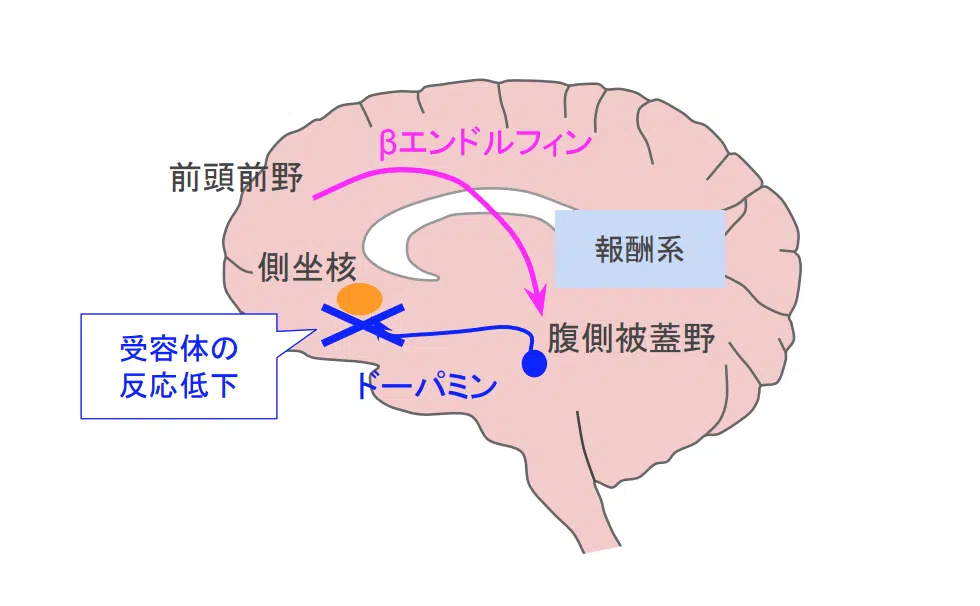 βエンドルフィン
前頭前野
報酬系
側坐核
腹側被蓋野
受容体の
反応低下
ドーパミン